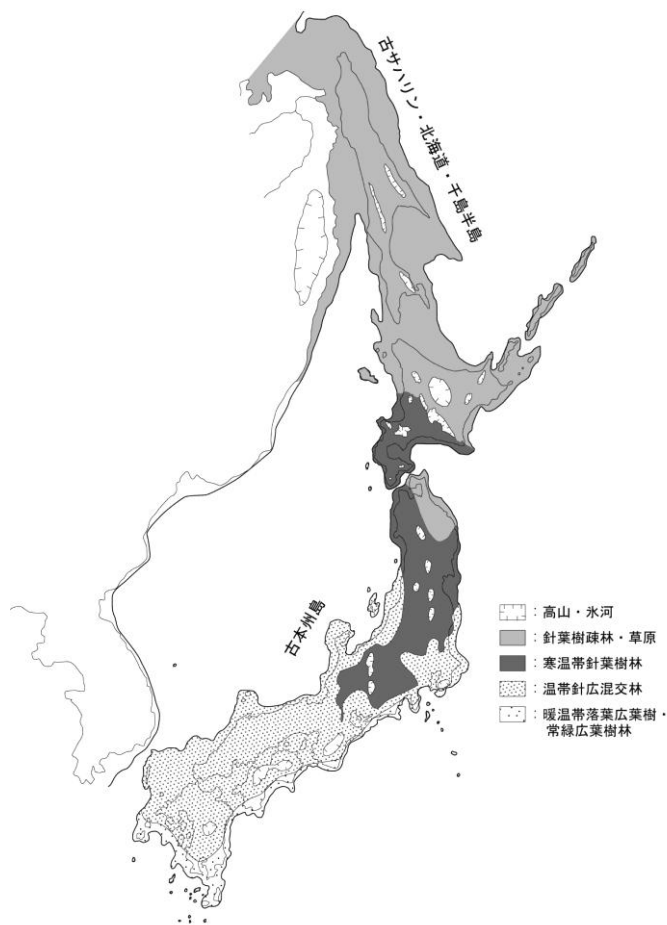 古サハリン・北海道・千島半島
古本州島
：高山・氷河
：針葉樹疎林・草原
：寒温帯針葉樹林
：温帯針広混交林
：暖温帯落葉広葉樹・
常緑広葉樹林